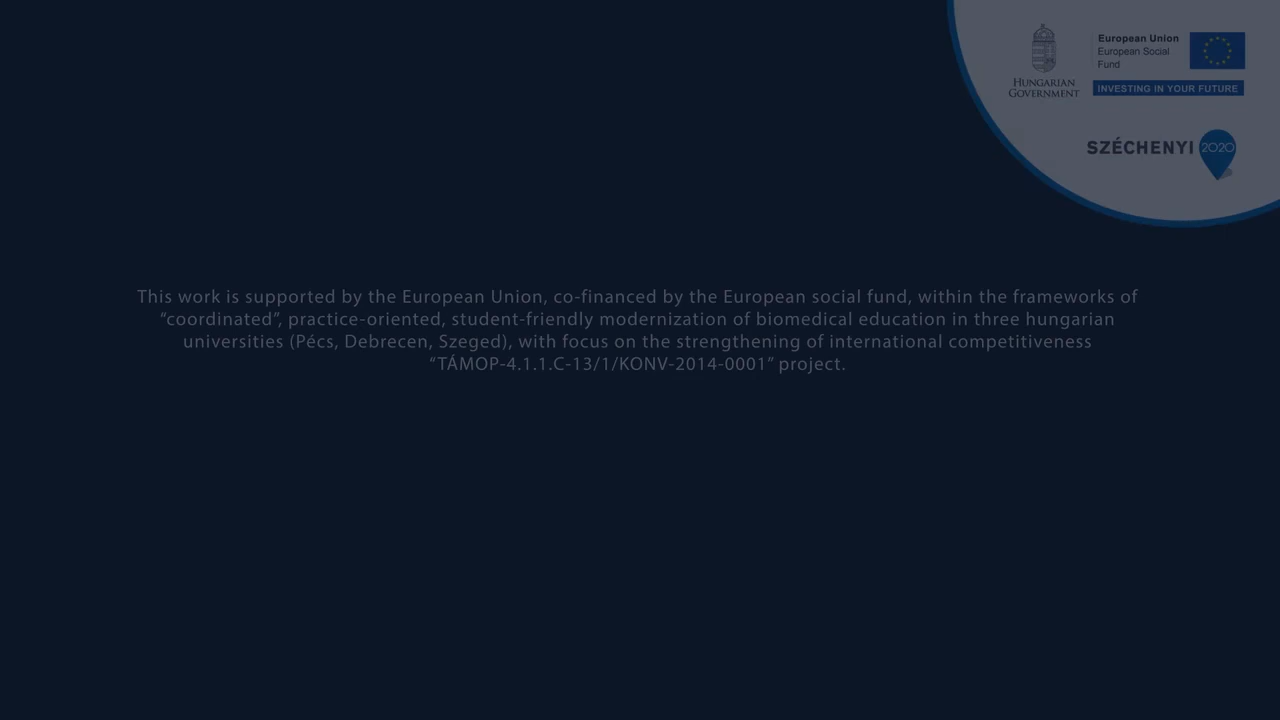 European Union
European Social
Fund
HUNGARIAN
GOVERNMENT
INVESTING IN YOUR FUTURE
SZÉCHENYI 2020
This work is supported by the European Union, co-financed by the European social fund, within the frameworks of
“coordinated”, practice-oriented, student-friendly modernization of biomedical education in three hungarian
universities (Pécs, Debrecen, Szeged), with focus on the strengthening of international competitiveness
“TÁMOP-4.1.1.C-13/1/KONV-2014-0001” project.